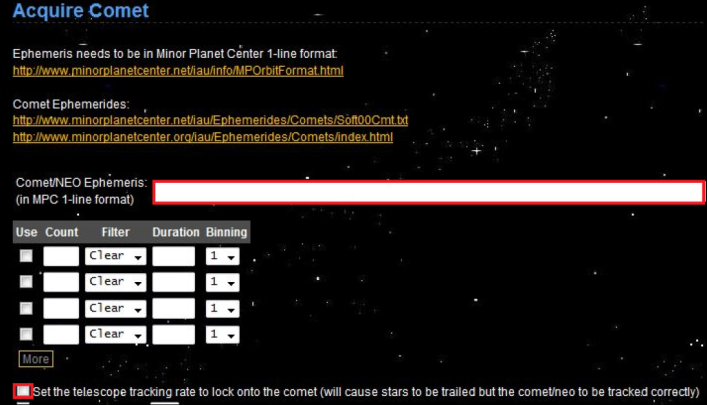 Acquire Comet
Ephemeris needs to be in Minor Planet Center 1-line format:
http://www.minorplanetcenter.net/iau/info/MPOrbitFormat.html
Comet Ephemerides:
http://www.minorplanetcenter.net/iau/Ephemerides/Comets/Soft00Cmt.txt
http://www.minorplanetcenter.org/iau/Ephemerides/Comets/index.html
Comet/NEO Ephemeris:
(in MPC 1-line format)
Use Count Filter Duration Binning
Clear 1
Clear 1
Clear 1
Clear 1
More
Set the telescope tracking rate to lock onto the comet (will cause stars to be trailed but the comet/neo to be tracked correctly)